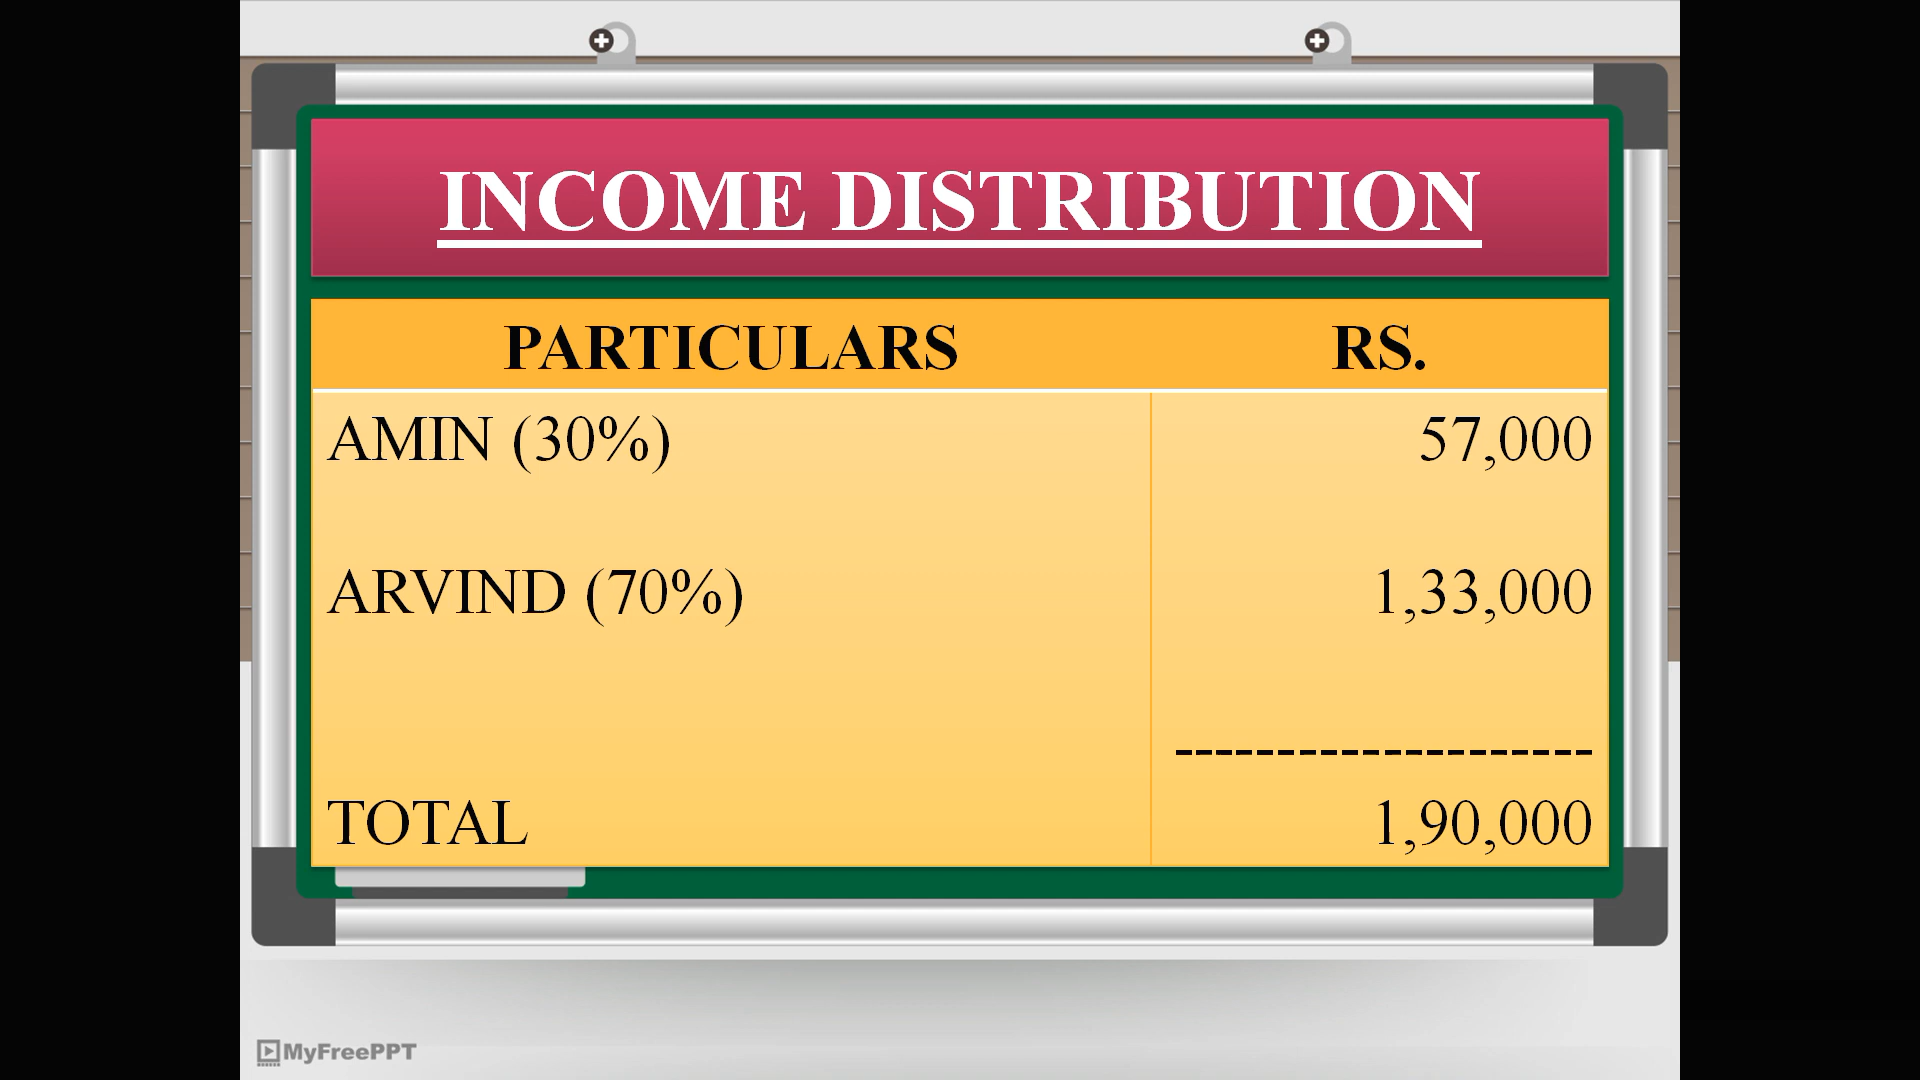 INCOME DISTRIBUTION
PARTICULARS RS.
AMIN (30%) 57,000
ARVIND (70%) 1,33,000
--------------------
TOTAL 1,90,000
MyFreePPT